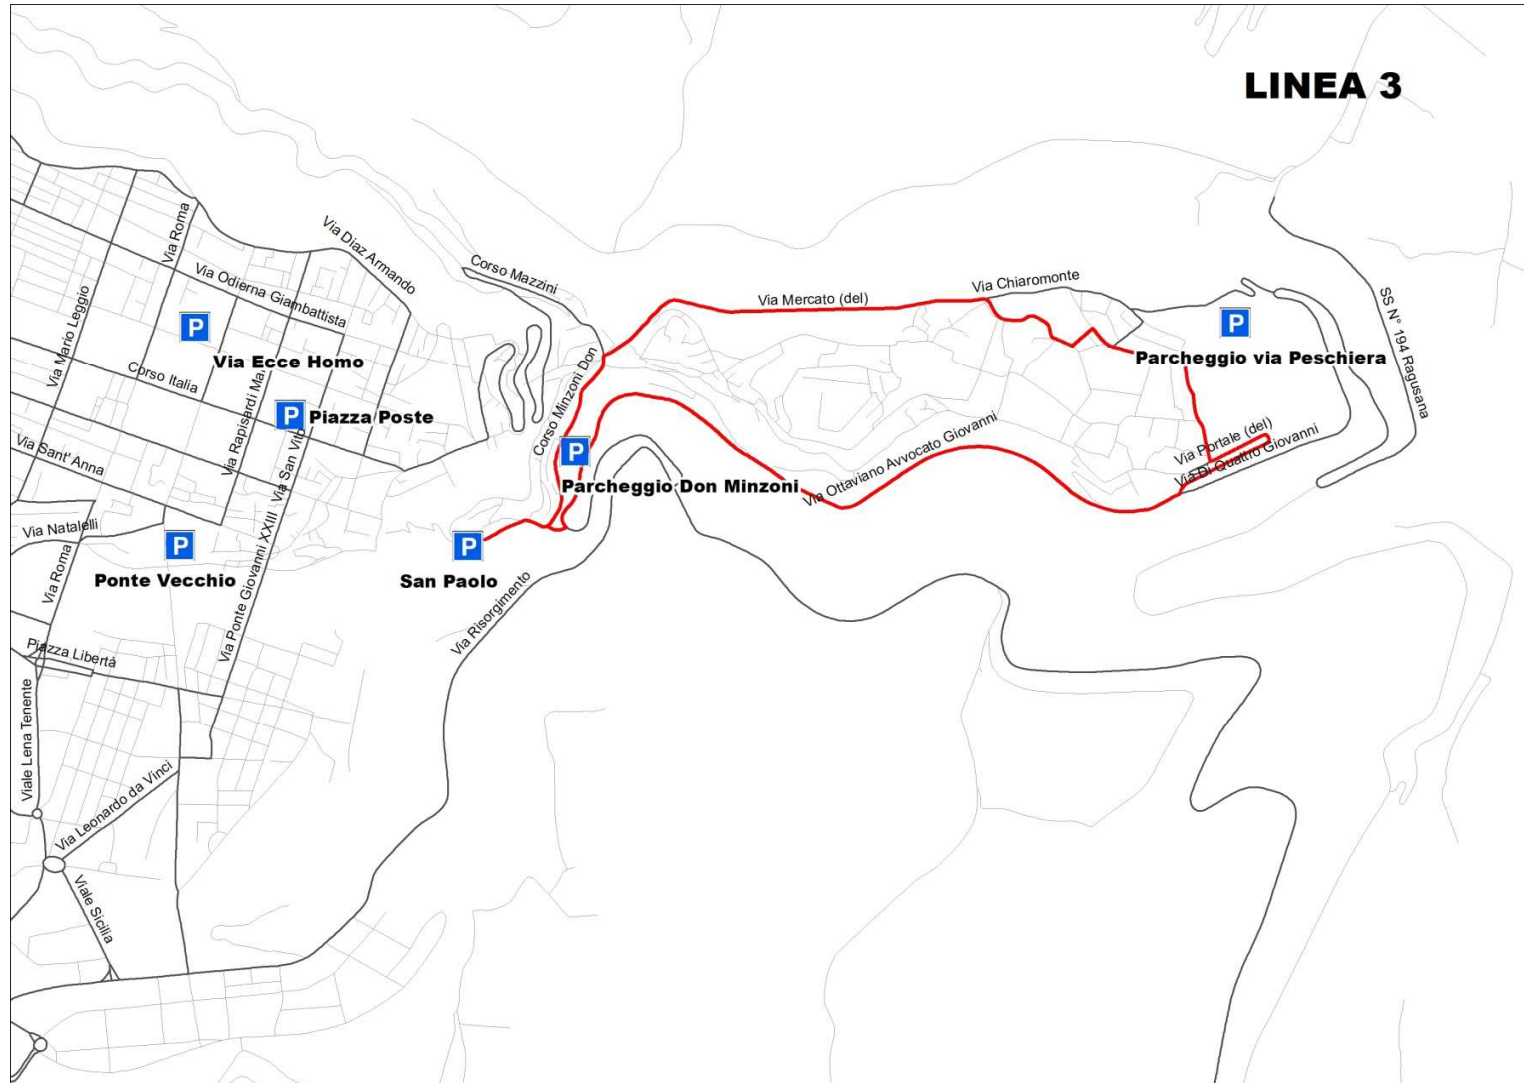 LINEA 3
Via Roma
Via Diaz Armando
Corso Mazzini
Via Odierna Giambattista
Via Mercato (del)
Via Chiaromonte
SS N° 194 Ragusana
P
P
Via Mario Leggio
Via Ecce Homo
Parcheggio via Peschiera
Corso Italia
Corso Minzoni Don
Via Rapisardi
P
Piazza Poste
Via San Vito
Via Sant' Anna
P
Parcheggio Don Minzoni
Via Ottaviano Avvocato Giovanni
Via Portale (del)
Via Di Quattro Giovanni
Via Natalelli
P
Ponte Vecchio
P
San Paolo
Via Roma
Via Ponte Giovanni XXIII
Via Risorgimento
Piazza Libertà
Viale Lena Tenente
Via Leonardo da Vinci
Viale Sicilia